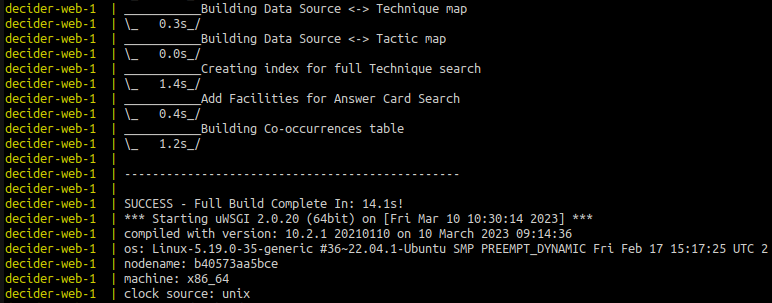 decider-web-1  | ___________Building Data Source <-> Technique map
decider-web-1  | \_   0.3s_/
decider-web-1  | ___________Building Data Source <-> Tactic map
decider-web-1  | \_   0.0s_/
decider-web-1  | ___________Creating index for full Technique search
decider-web-1  | \_   1.4s_/
decider-web-1  | ___________Add Facilities for Answer Card Search
decider-web-1  | \_   0.4s_/
decider-web-1  | ___________Building Co-occurrences table
decider-web-1  | \_   1.2s_/
decider-web-1  |
decider-web-1  | ------------------------------------------------
decider-web-1  |
decider-web-1  | SUCCESS - Full Build Complete In: 14.1s!
decider-web-1  | *** Starting uWSGI 2.0.20 (64bit) on [Fri Mar 10 10:30:14 2023] ***
decider-web-1  | compiled with version: 10.2.1 20210110 on 10 March 2023 09:14:36
decider-web-1  | os: Linux-5.19.0-35-generic #36~22.04.1-Ubuntu SMP PREEMPT_DYNAMIC Fri Feb 17 15:17:25 UTC 2
decider-web-1  | nodename: b40573aa5bce
decider-web-1  | machine: x86_64
decider-web-1  | clock source: unix